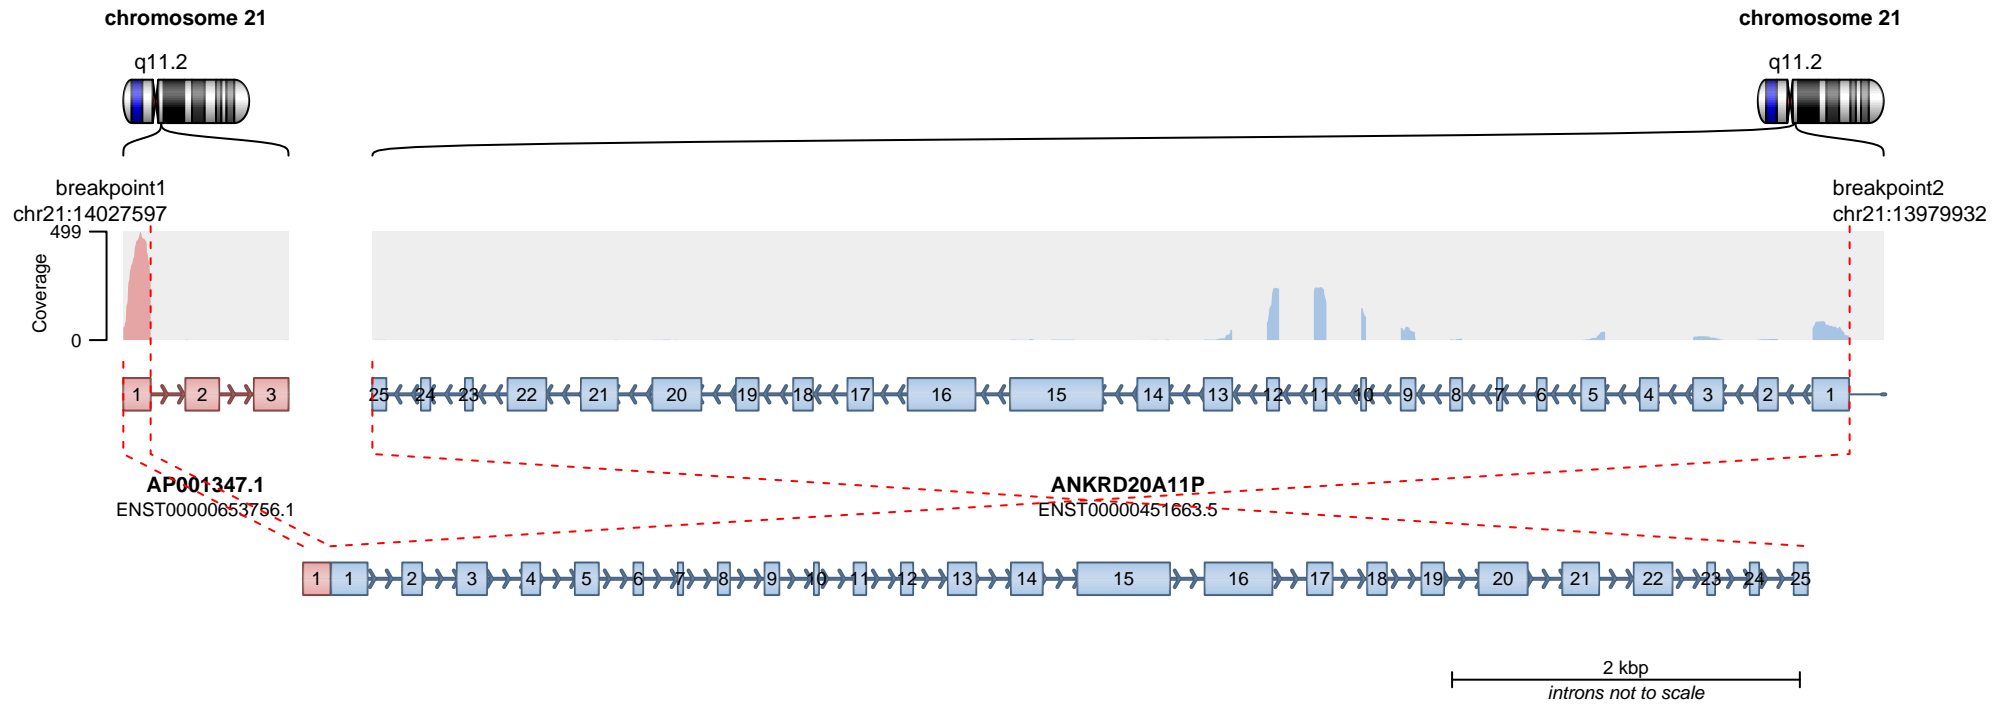 chromosome 21
chromosome 21
q11.2
q11.2
breakpoint1
chr21:14027597
breakpoint2
chr21:13979932
499
Coverage
0
1 2 3
25 24 23 22 21 20 19 18 17 16 15 14 13 12 11 10 9 8 7 6 5 4 3 2 1
AP001347.1
ENST00000653756.1
ANKRD20A11P
ENST00000451663.5
1 1 2 3 4 5 6 7 8 9 10 11 12 13 14 15 16 17 18 19 20 21 22 23 24 25
2 kbp
introns not to scale